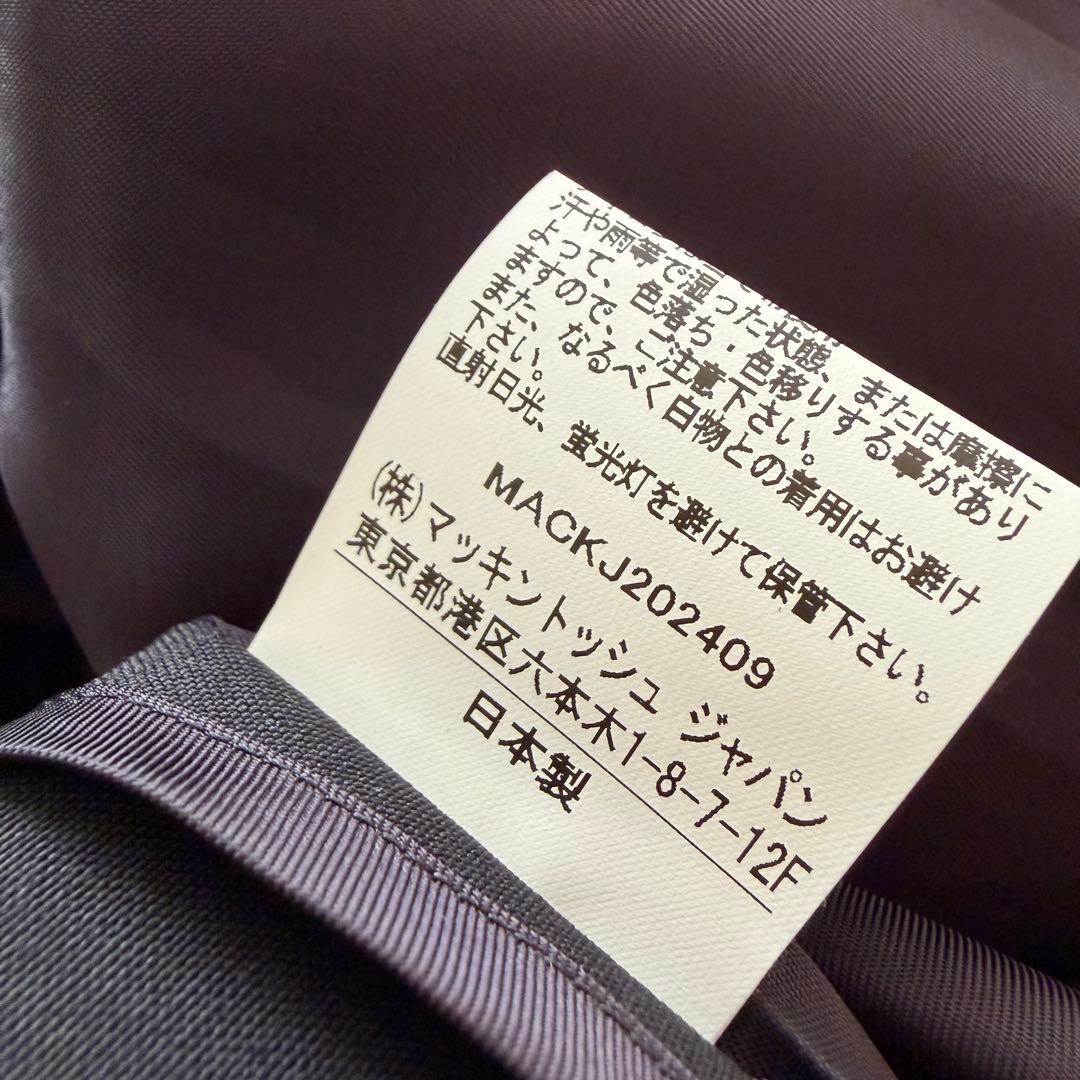 汗や雨等で湿った状態、または摩擦に
よって、色落ち・色移りする事があり
ますので、ご注意下さい。
また、なるべく白物との着用はお避け
下さい。
直射日光、蛍光灯を避けて保管下さい。
MACKJ202409
(株)マッキントッシュ ジャパン
東京都港区六本木1-8-7-12F
日本製